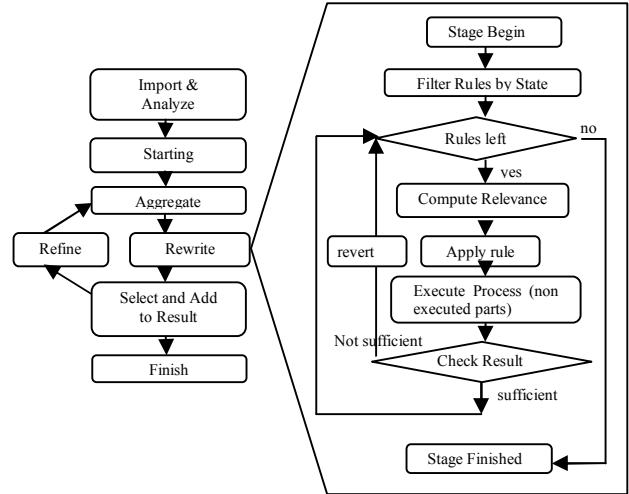 Import &
Analyze
Starting
Aggregate
Refine
Rewrite
Select and Add
to Result
Finish
Stage Begin
Filter Rules by State
Rules left
no
yes
Compute Relevance
revert
Apply rule
Execute Process (non
executed parts)
Not sufficient
Check Result
sufficient
Stage Finished